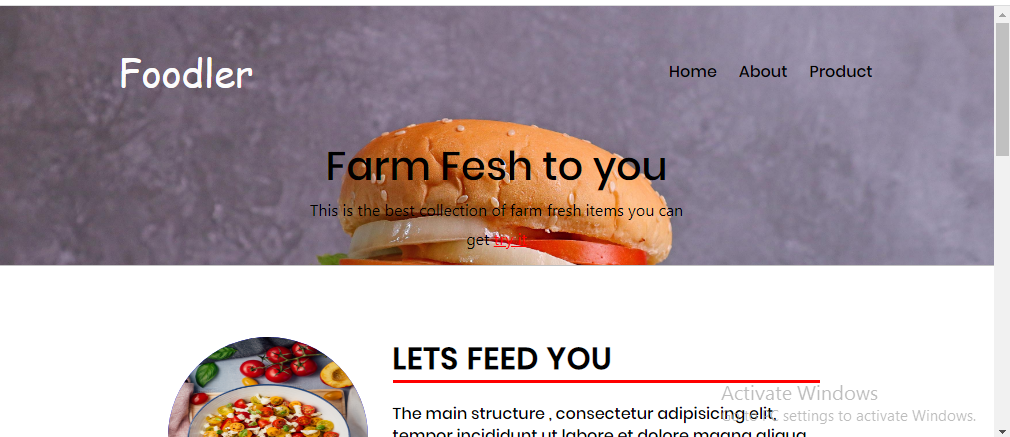 Foodler
Home About Product
Farm Fesh to you
This is the best collection of farm fresh items you can
get
LETS FEED YOU
The main structure , consectetur adipisicing elit,
tempor incididunt ut labore et dolore magna aliqua
Activate Windows
Go to PC settings to activate Windows.